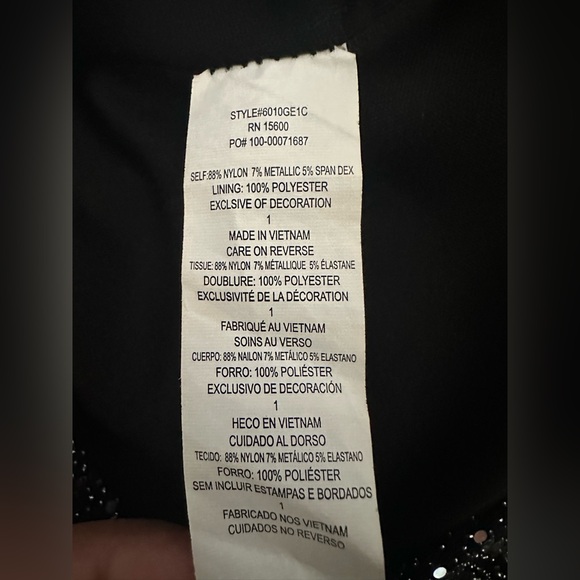 STYLE#6010GE1C
RN 15600
PO# 100-00071687
SELF:88% NYLON 7% METALLIC 5% SPAN DEX
LINING: 100% POLYESTER
EXCLSIVE OF DECORATION
1
MADE IN VIETNAM
CARE ON REVERSE
TISSUE: 88% NYLON 7% MÉTALLIQUE 5% ÉLASTANE
DOUBLURE: 100% POLYESTER
EXCLUSIVITÉ DE LA DÉCORATION
1
FABRIQUÉ AU VIETNAM
SOINS AU VERSO
CUERPO: 88% NAILON 7% METÁLICO 5% ELASTANO
FORRO: 100% POLIÉSTER
EXCLUSIVO DE DECORACIÓN
1
HECO EN VIETNAM
CUIDADO AL DORSO
TECIDO: 88% NYLON 7% METÁLICO 5% ELASTANO
FORRO: 100% POLIÉSTER
SEM INCLUIR ESTAMPAS E BORDADOS
1
FABRICADO NOS VIETNAM
CUIDADOS NO REVERSO